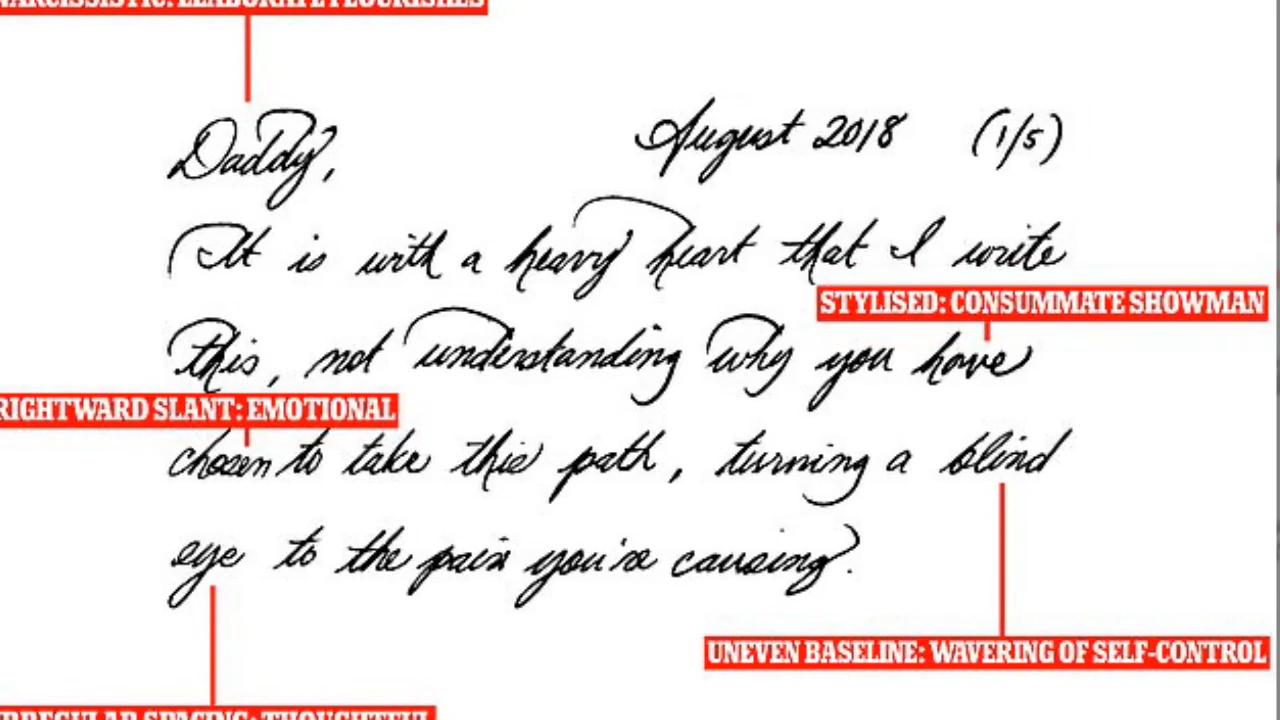 NARCISSISTIC: ELABORATE FLOURISHES
Daddy, August 2018 (1/5)
It is with a heavy heart that I write
STYLISED: CONSUMMATE SHOWMAN
this, not understanding why you have
RIGHTWARD SLANT: EMOTIONAL
chosen to take this path, turning a blind
eye to the pain you're causing.
UNEVEN BASELINE: WAVERING OF SELF-CONTROL
IRREGULAR SPACING: THOUGHTFUL